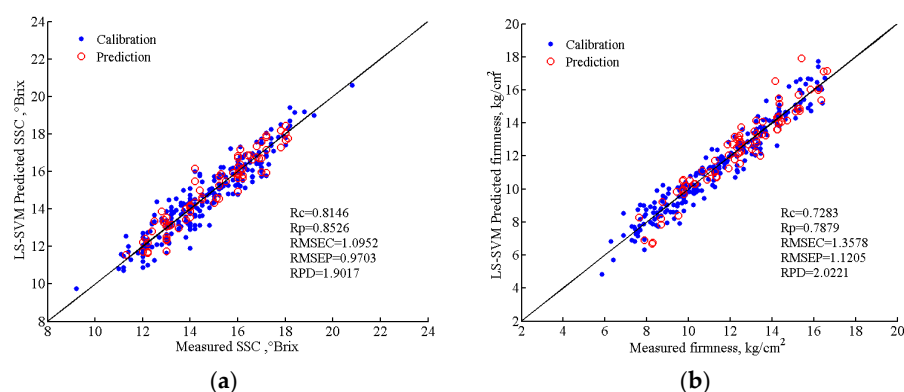 24
22
20
18
16
14
12
10
8
LS-SVM Predicted SSC ,°Brix
Calibration
Prediction
Rc=0.8146
Rp=0.8526
RMSEC=1.0952
RMSEP=0.9703
RPD=1.9017
8 10 12 14 16 18 20 22 24
Measured SSC ,°Brix
(a)
20
18
16
14
12
10
8
6
4
2
LS-SVM Predicted firmness, kg/cm²
Calibration
Prediction
Rc=0.7283
Rp=0.7879
RMSEC=1.3578
RMSEP=1.1205
RPD=2.0221
2 4 6 8 10 12 14 16 18 20
Measured firmness, kg/cm²
(b)